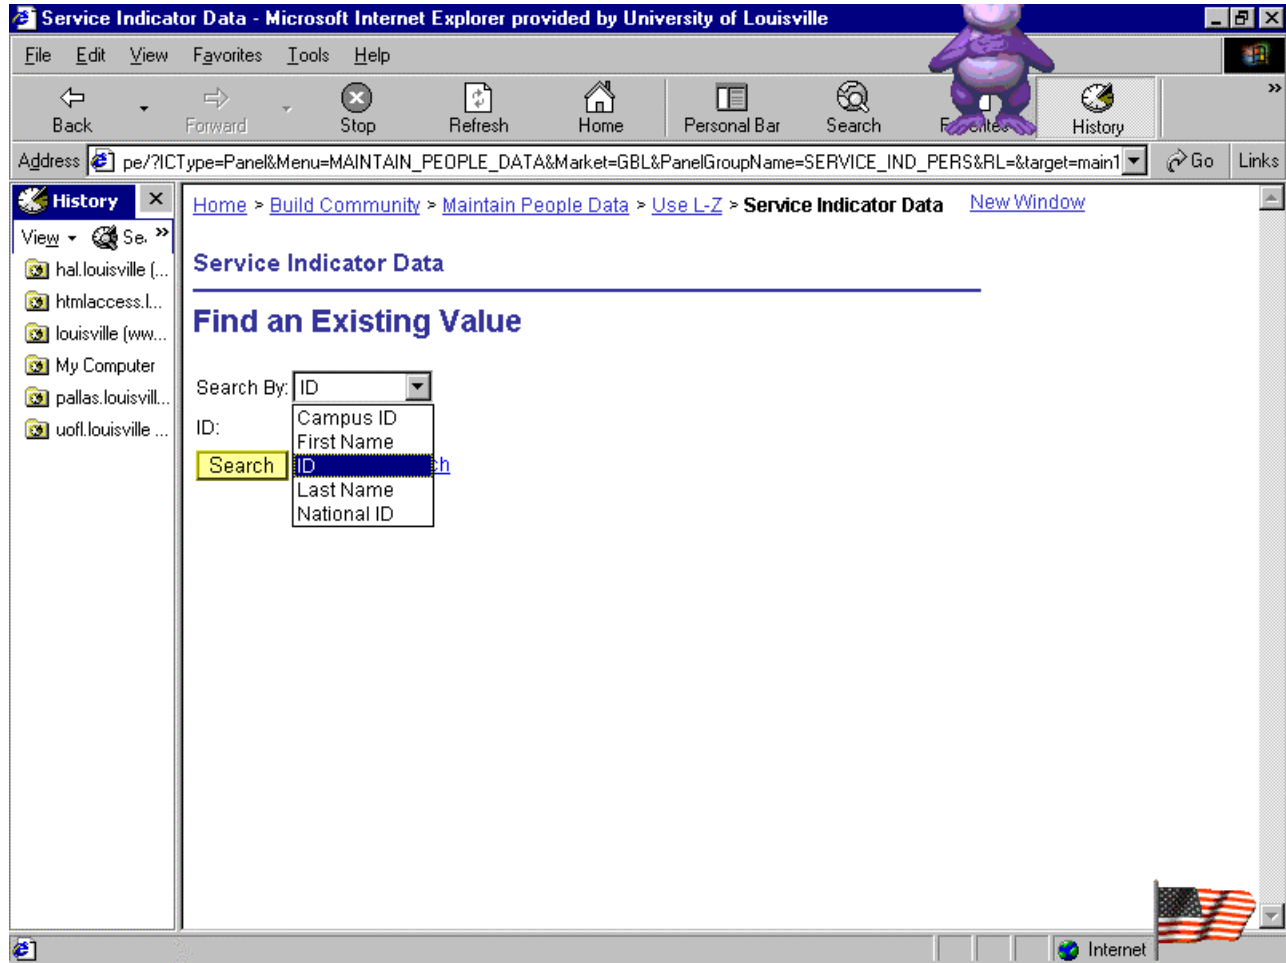 Service Indicator Data - Microsoft Internet Explorer provided by University of Louisville
File Edit View Favorites Tools Help
Back Forward Stop Refresh Home Personal Bar Search History »
Address pe/?ICType=Panel&Menu=MAINTAIN_PEOPLE_DATA&Market=GBL&PanelGroupName=SERVICE_IND_PERS&RL=&target=main1 Go Links
History
View Se. »
hal.louisville (...
htmlaccess.l...
louisville (ww...
My Computer
pallas.louisvill...
uofl.louisville ...
Home > Build Community > Maintain People Data > Use L-Z > Service Indicator Data New Window
Service Indicator Data
Find an Existing Value
Search By: ID
ID:
Campus ID
First Name
ID
Last Name
National ID
Search ch
Internet